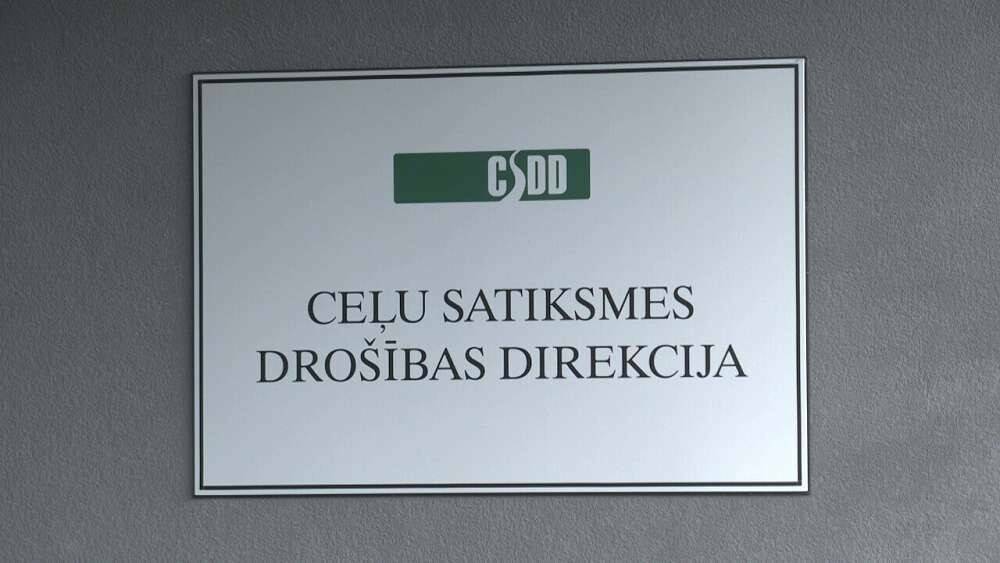 CSDD
CEĻU SATIKSMES
DROŠĪBAS DIREKCIJA